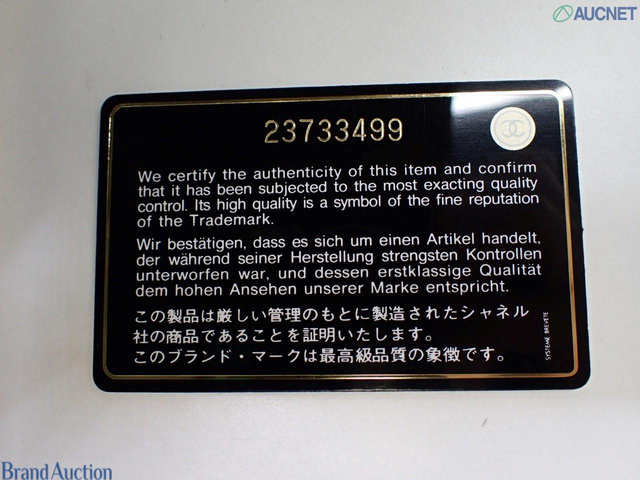 AUCNET
23733499
We certify the authenticity of this item and confirm
that it has been subjected to the most exacting quality
control. Its high quality is a symbol of the fine reputation
of the Trademark.
Wir bestätigen, dass es sich um einen Artikel handelt,
der während seiner Herstellung strengsten Kontrollen
unterworfen war, und dessen erstklassige Qualität
dem hohen Ansehen unserer Marke entspricht.
この製品は厳しい管理のもとに製造されたシャネル
社の商品であることを証明いたします。
このブランド・マークは最高級品質の象徴です。
SYSTEME BREVETE
Brand Auction